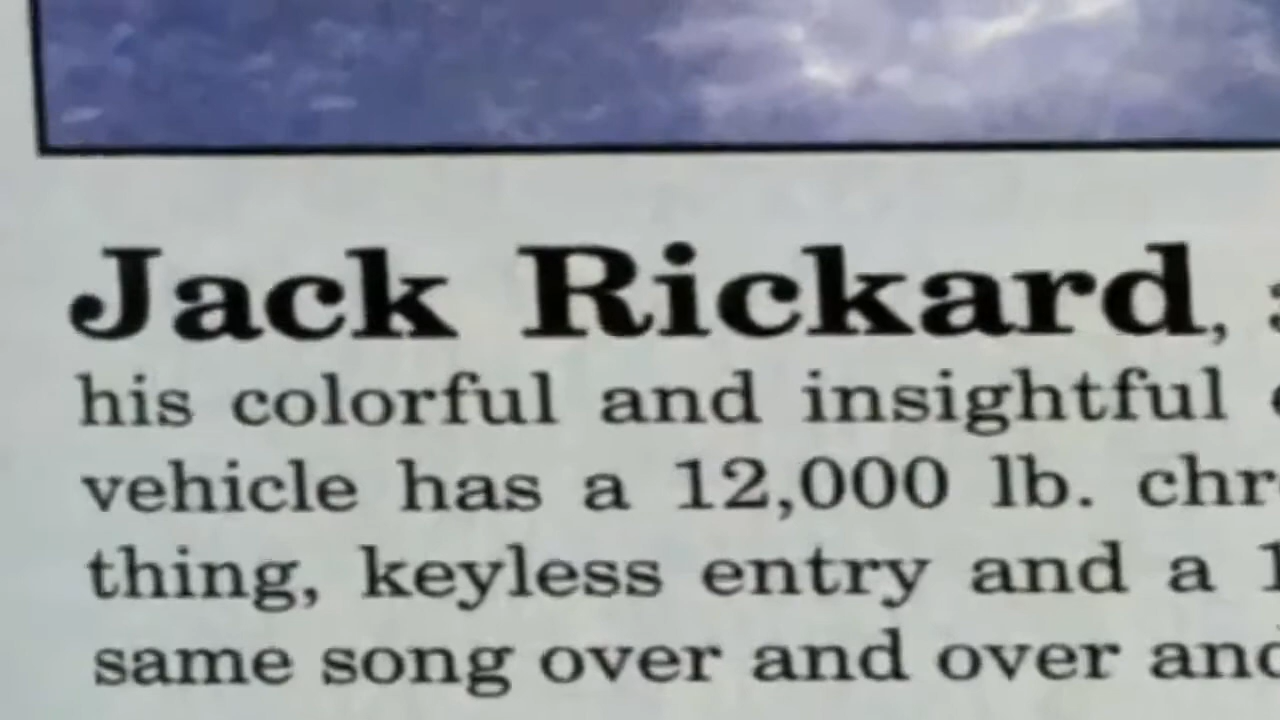 Jack Rickard,
his colorful and insightful
vehicle has a 12,000 lb.
thing, keyless entry and a
same song over and over and